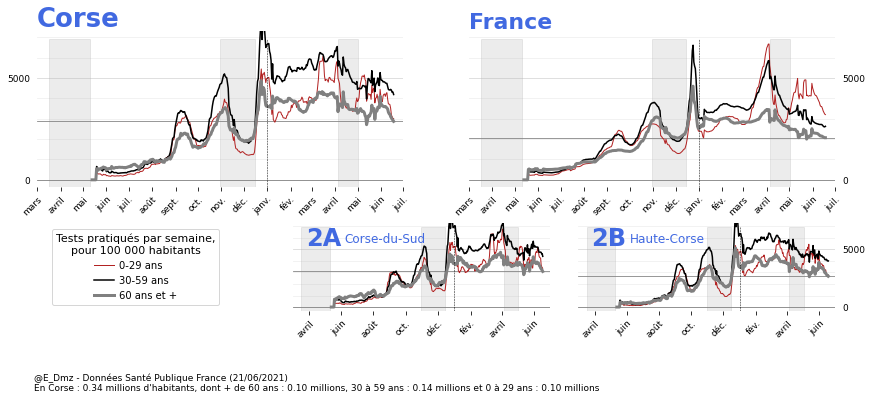 Corse
France
5000
0
5000
0
mars avril mai juin juil. août sept. oct. nov. déc. janv. fév. mars avril mai juin juil.
mars avril mai juin juil. août sept. oct. nov. déc. janv. fév. mars avril mai juin juil.
Tests pratiqués par semaine,
pour 100 000 habitants
0-29 ans
30-59 ans
60 ans et +
2A Corse-du-Sud
2B Haute-Corse
5000
0
avril juin août oct. déc. fév. avril juin
avril juin août oct. déc. fév. avril juin
@E_Dmz - Données Santé Publique France (21/06/2021)
En Corse : 0.34 millions d'habitants, dont + de 60 ans : 0.10 millions, 30 à 59 ans : 0.14 millions et 0 à 29 ans : 0.10 millions